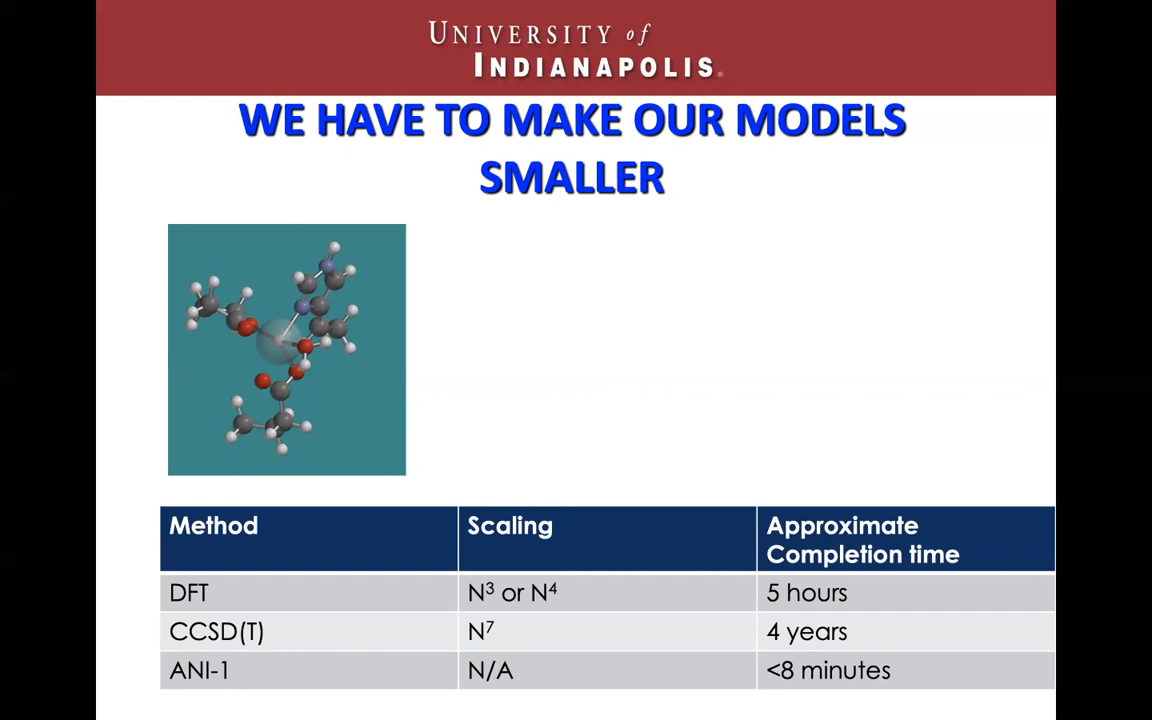 UNIVERSITY of
INDIANAPOLIS®
WE HAVE TO MAKE OUR MODELS
SMALLER
Method Scaling Approximate
Completion time
DFT N³ or N⁴ 5 hours
CCSD(T) N⁷ 4 years
ANI-1 N/A <8 minutes